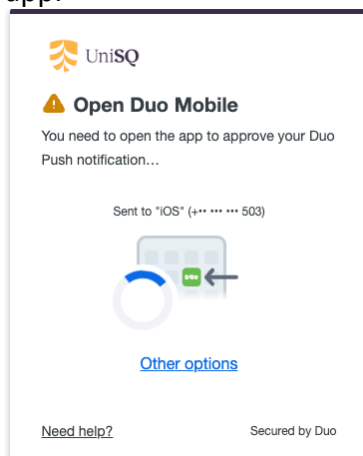 app.
UniSQ
Open Duo Mobile
You need to open the app to approve your Duo
Push notification...
Sent to "iOS" (+•• ••• ••• 503)
Other options
Need help?
Secured by Duo